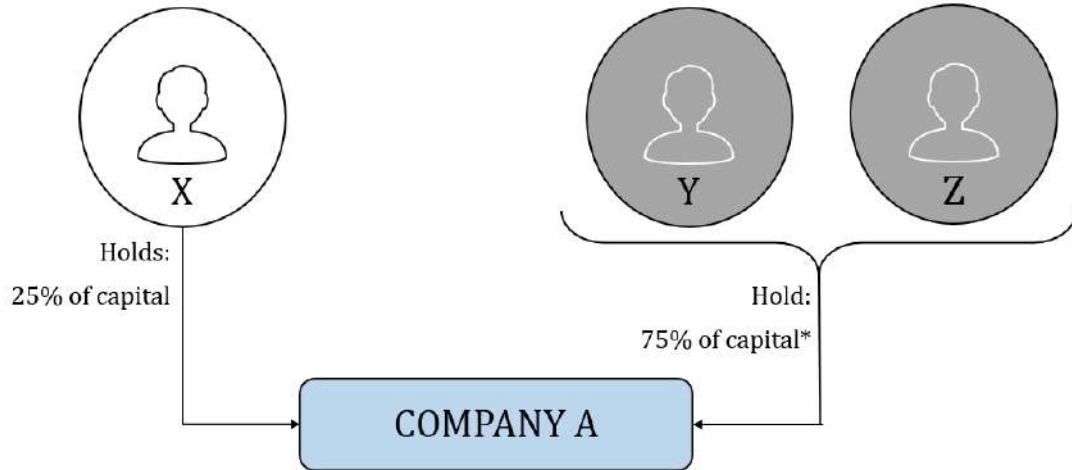 X
Y
Z
Holds:
25% of capital
Hold:
75% of capital*
COMPANY A